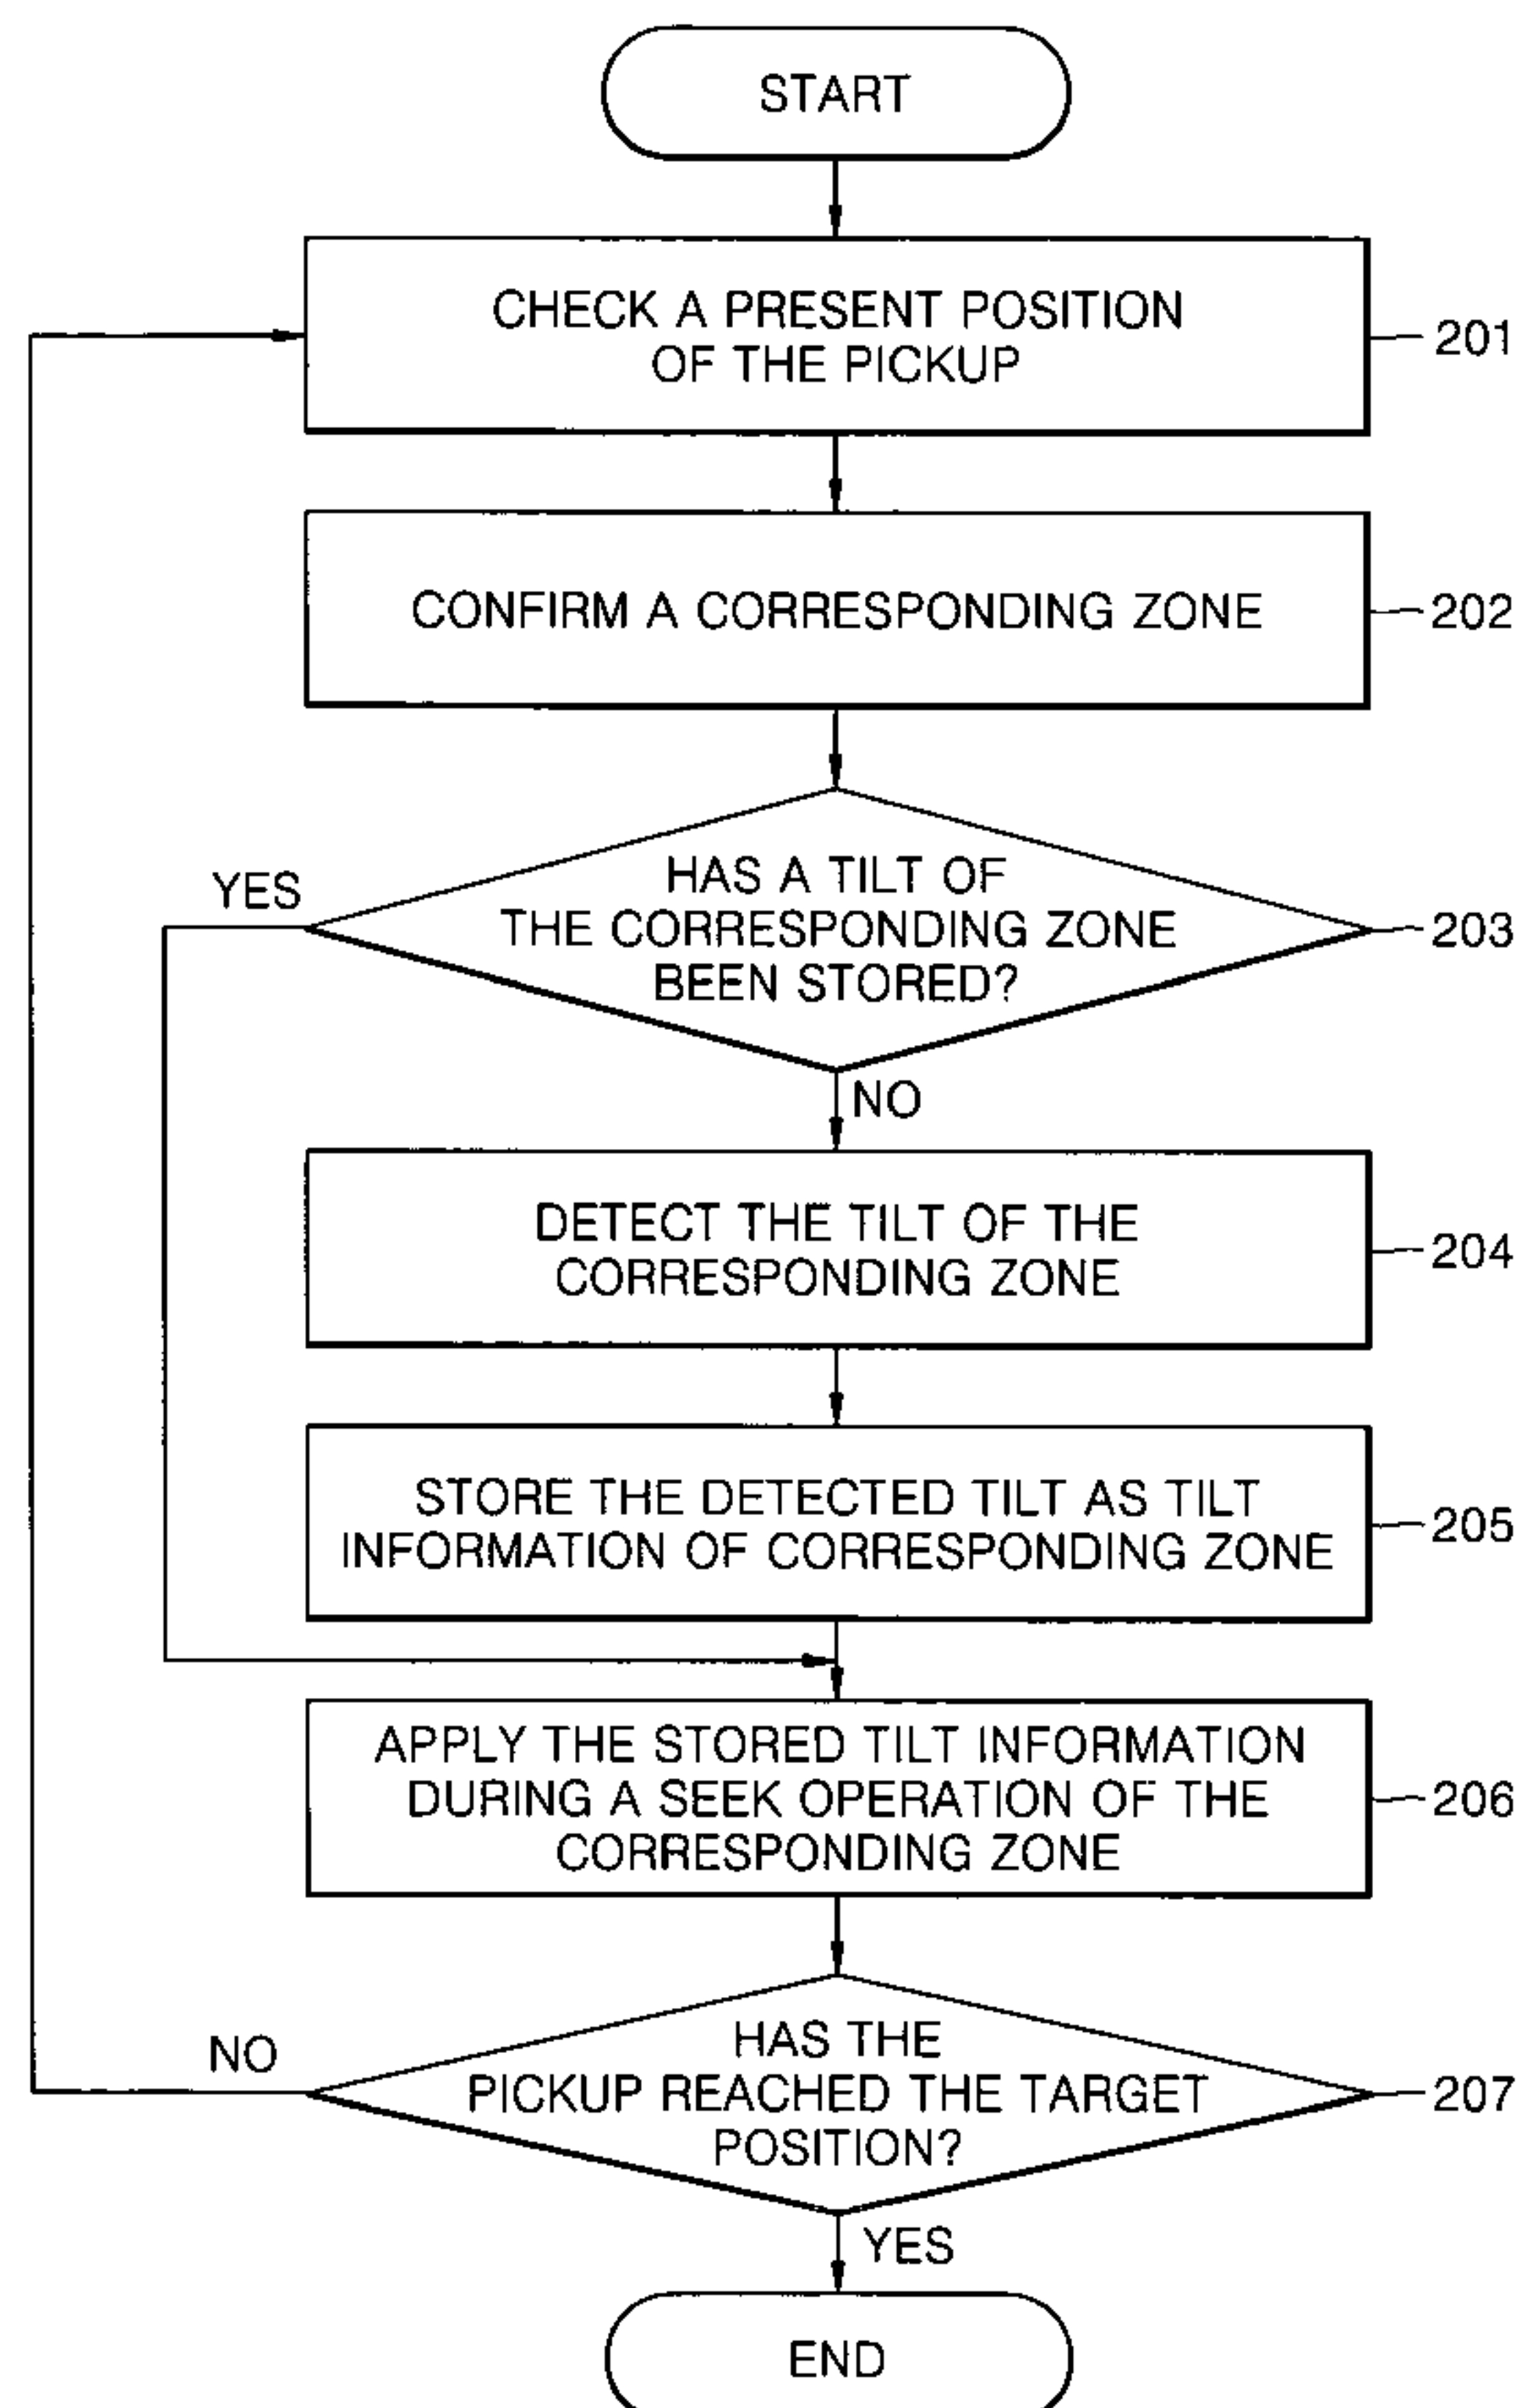 START
CHECK A PRESENT POSITION
OF THE PICKUP
201
CONFIRM A CORRESPONDING ZONE
202
YES
HAS A TILT OF
THE CORRESPONDING ZONE
BEEN STORED?
203
NO
DETECT THE TILT OF THE
CORRESPONDING ZONE
204
STORE THE DETECTED TILT AS TILT
INFORMATION OF CORRESPONDING ZONE
205
APPLY THE STORED TILT INFORMATION
DURING A SEEK OPERATION OF THE
CORRESPONDING ZONE
206
NO
HAS THE
PICKUP REACHED THE TARGET
POSITION?
207
YES
END